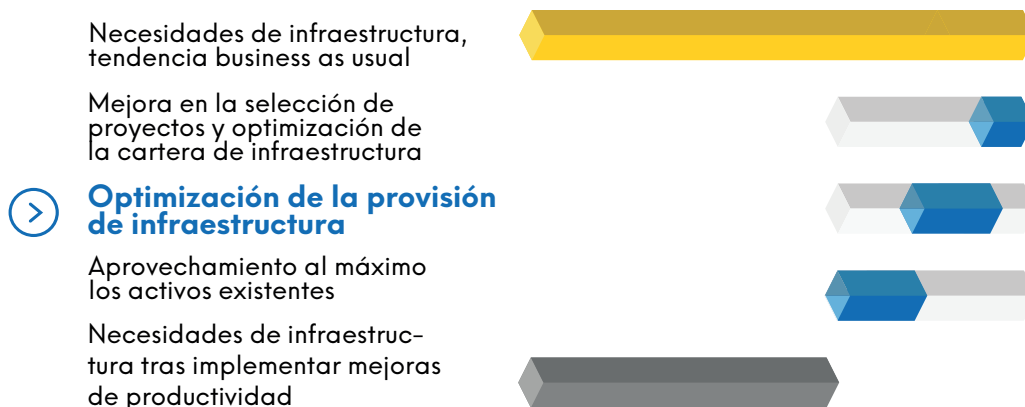 Necesidades de infraestructura,
tendencia business as usual
Mejora en la selección de
proyectos y optimización de
la cartera de infraestructura
Optimización de la provisión
de infraestructura
Aprovechamiento al máximo
los activos existentes
Necesidades de infraestruc-
tura tras implementar mejoras
de productividad